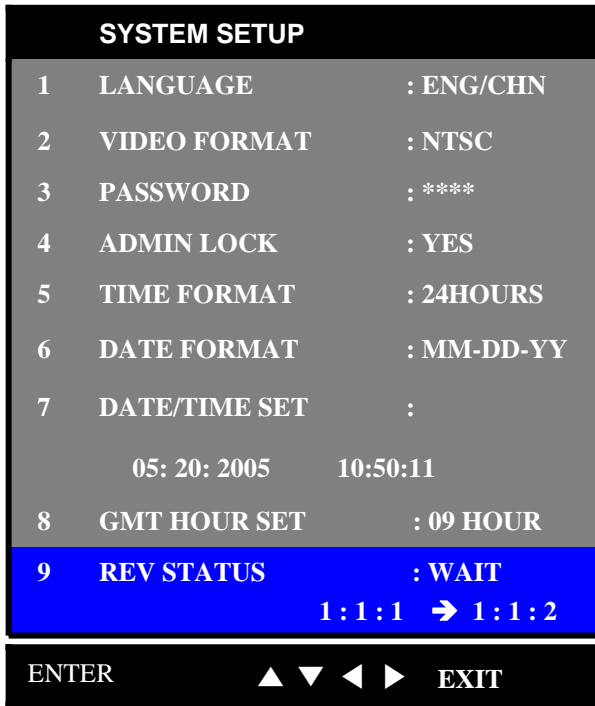 SYSTEM SETUP
1 LANGUAGE : ENG/CHN
2 VIDEO FORMAT : NTSC
3 PASSWORD : ****
4 ADMIN LOCK : YES
5 TIME FORMAT : 24HOURS
6 DATE FORMAT : MM-DD-YY
7 DATE/TIME SET :
05: 20: 2005 10:50:11
8 GMT HOUR SET : 09 HOUR
9 REV STATUS : WAIT
1 : 1 : 1 ➔ 1 : 1 : 2
ENTER ▲ ▼ ◀ ▶ EXIT